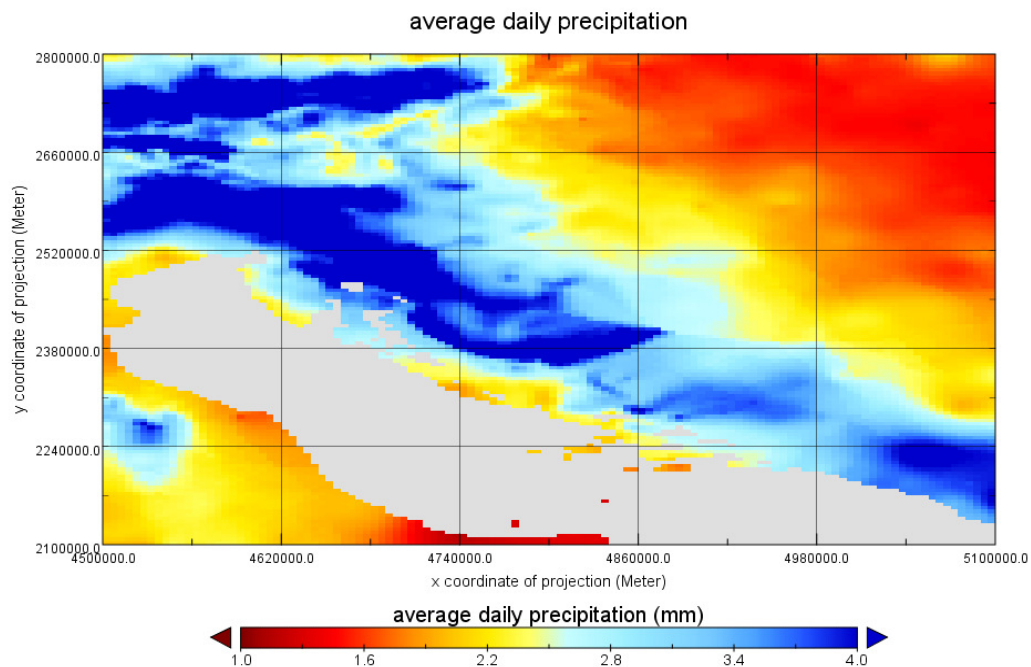 average daily precipitation
2800000.0
2660000.0
2520000.0
2380000.0
2240000.0
2100000.0
y coordinate of projection (Meter)
4500000.0 4600000.0 4740000.0 4860000.0 4980000.0 5100000.0
x coordinate of projection (Meter)
average daily precipitation (mm)
1.0 1.6 2.2 2.8 3.4 4.0